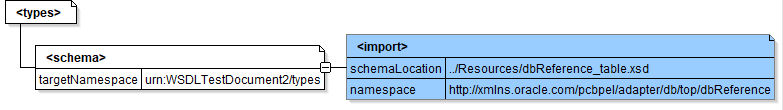 <types>
<schema>
targetNamespace urn:WSDLTestDocument2/types
<import>
schemaLocation ../Resources/dbReference_table.xsd
namespace http://xmlns.oracle.com/pcbpel/adapter/db/top/dbReference